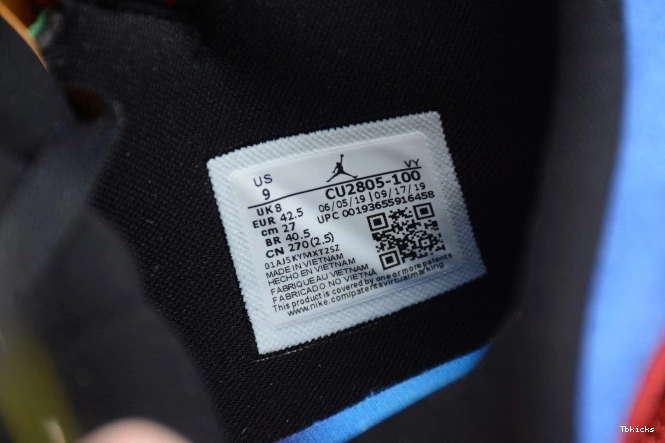 US
9
VY
UK 8
CU2805-100
EUR 42.5
06/05/19 | 09/17/19
cm 27
UPC 00193655916458
BR 40.5
CN 270 (2.5)
01AJ5KYMXT2SZ
MADE IN VIETNAM
HECHO EN VIETNAM
FABRIQUE AU VIETNAM
FABRICADO NO VIETNA
This product is covered by one or more patents
www.nike.com/patentsvirtualmarking
Tbkicks